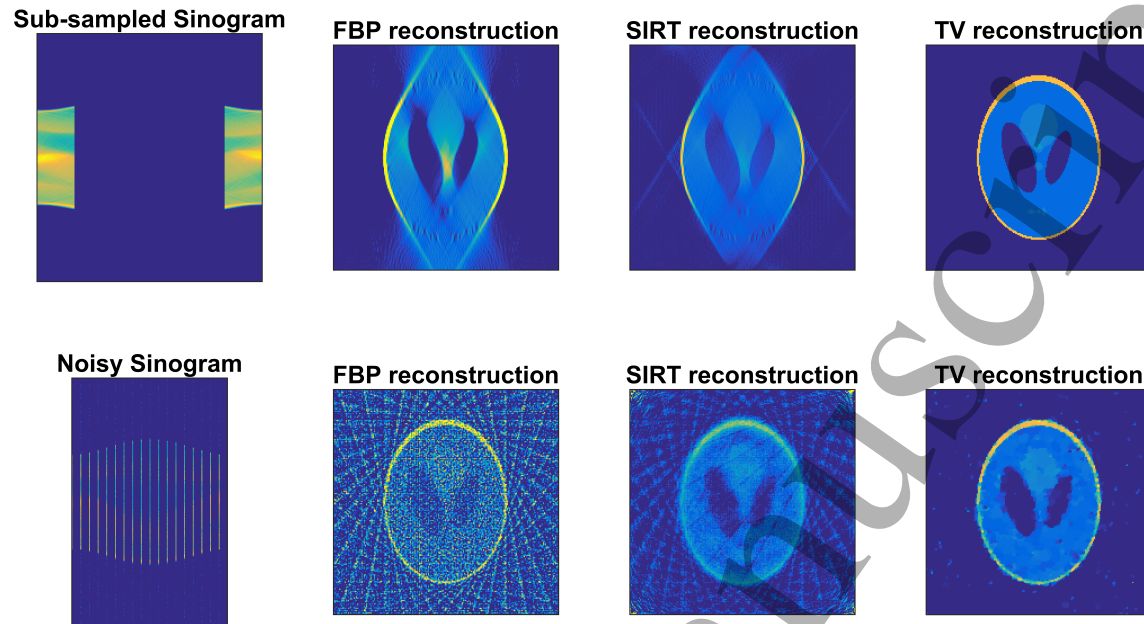 Sub-sampled Sinogram
FBP reconstruction
SIRT reconstruction
TV reconstruction
Noisy Sinogram
FBP reconstruction
SIRT reconstruction
TV reconstruction